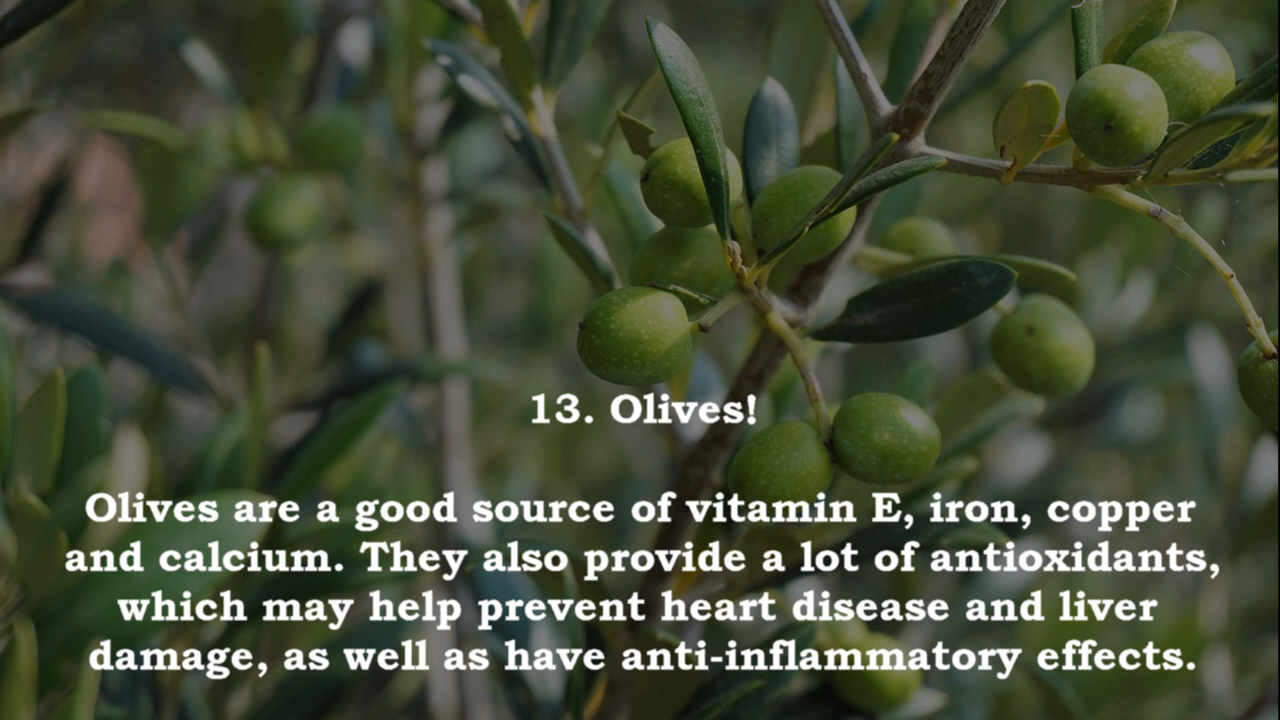 13. Olives!
Olives are a good source of vitamin E, iron, copper
and calcium. They also provide a lot of antioxidants,
which may help prevent heart disease and liver
damage, as well as have anti-inflammatory effects.